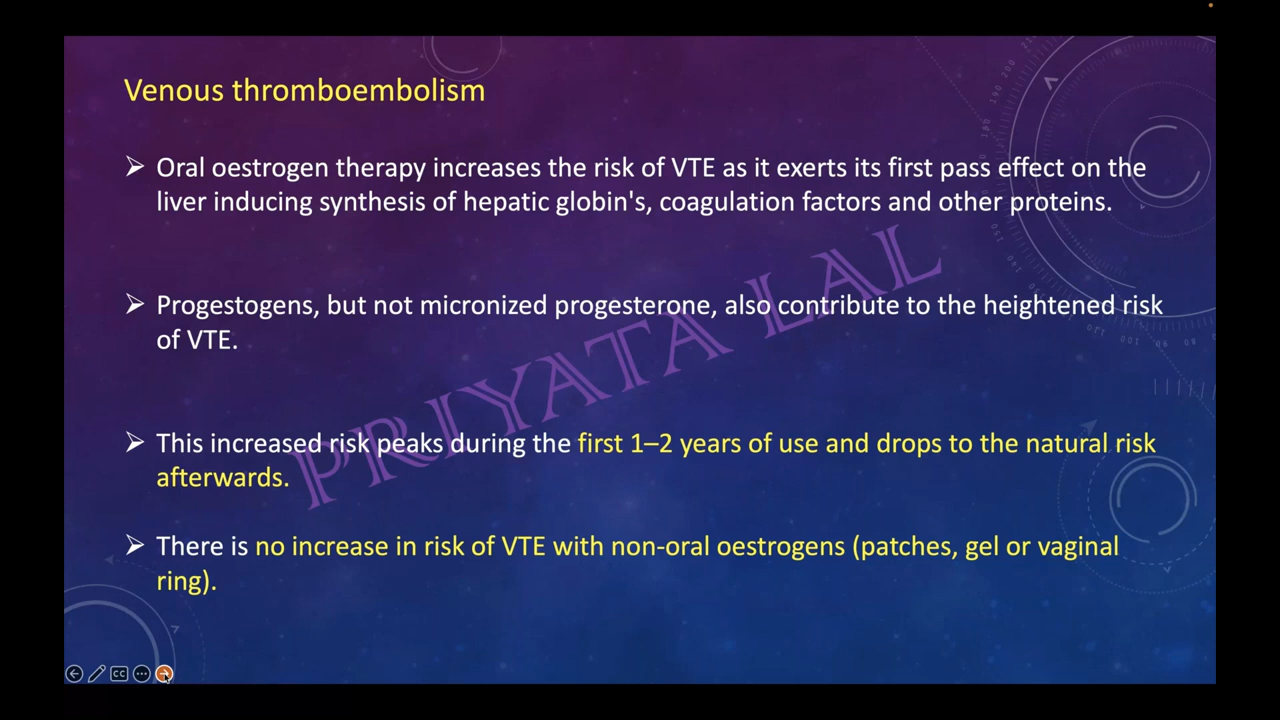 Venous thromboembolism
➢ Oral oestrogen therapy increases the risk of VTE as it exerts its first pass effect on the
liver inducing synthesis of hepatic globin's, coagulation factors and other proteins.
➢ Progestogens, but not micronized progesterone, also contribute to the heightened risk
of VTE.
PRIYATA LAL
➢ This increased risk peaks during the first 1–2 years of use and drops to the natural risk
afterwards.
➢ There is no increase in risk of VTE with non-oral oestrogens (patches, gel or vaginal
ring).
CC